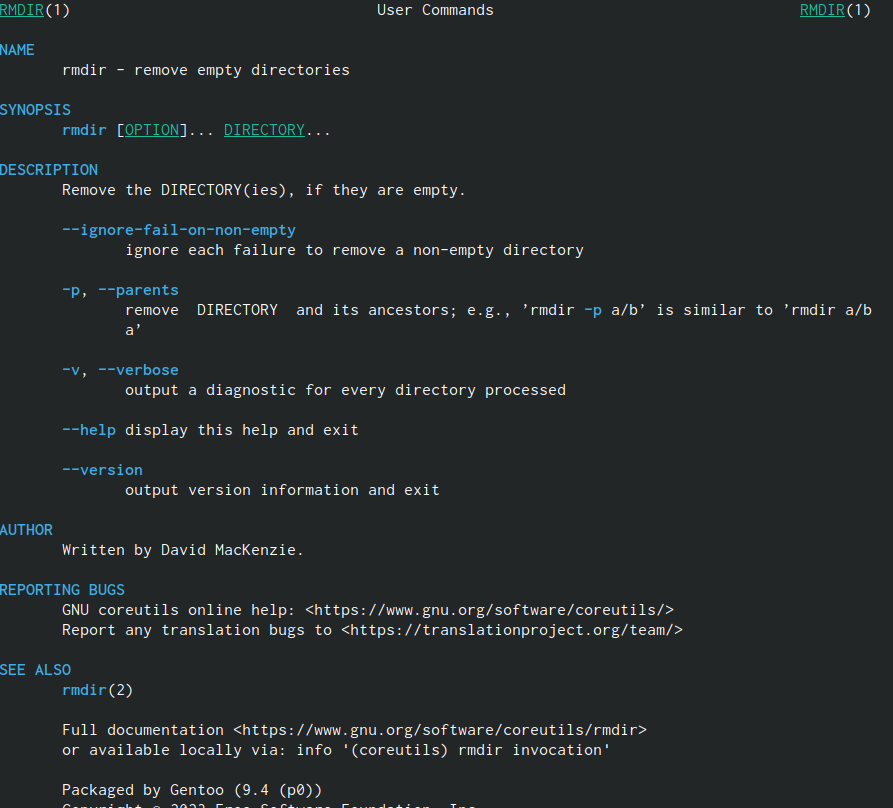 RMDIR(1) User Commands RMDIR(1)
NAME
rmdir - remove empty directories
SYNOPSIS
rmdir [OPTION]... DIRECTORY...
DESCRIPTION
Remove the DIRECTORY(ies), if they are empty.
--ignore-fail-on-non-empty
ignore each failure to remove a non-empty directory
-p, --parents
remove DIRECTORY and its ancestors; e.g., ’rmdir -p a/b’ is similar to ’rmdir a/b
a’
-v, --verbose
output a diagnostic for every directory processed
--help display this help and exit
--version
output version information and exit
AUTHOR
Written by David MacKenzie.
REPORTING BUGS
GNU coreutils online help: <https://www.gnu.org/software/coreutils/>
Report any translation bugs to <https://translationproject.org/team/>
SEE ALSO
rmdir(2)
Full documentation <https://www.gnu.org/software/coreutils/rmdir>
or available locally via: info '(coreutils) rmdir invocation'
Packaged by Gentoo (9.4 (p0))
Copyright © 2023 Free Software Foundation, Inc.